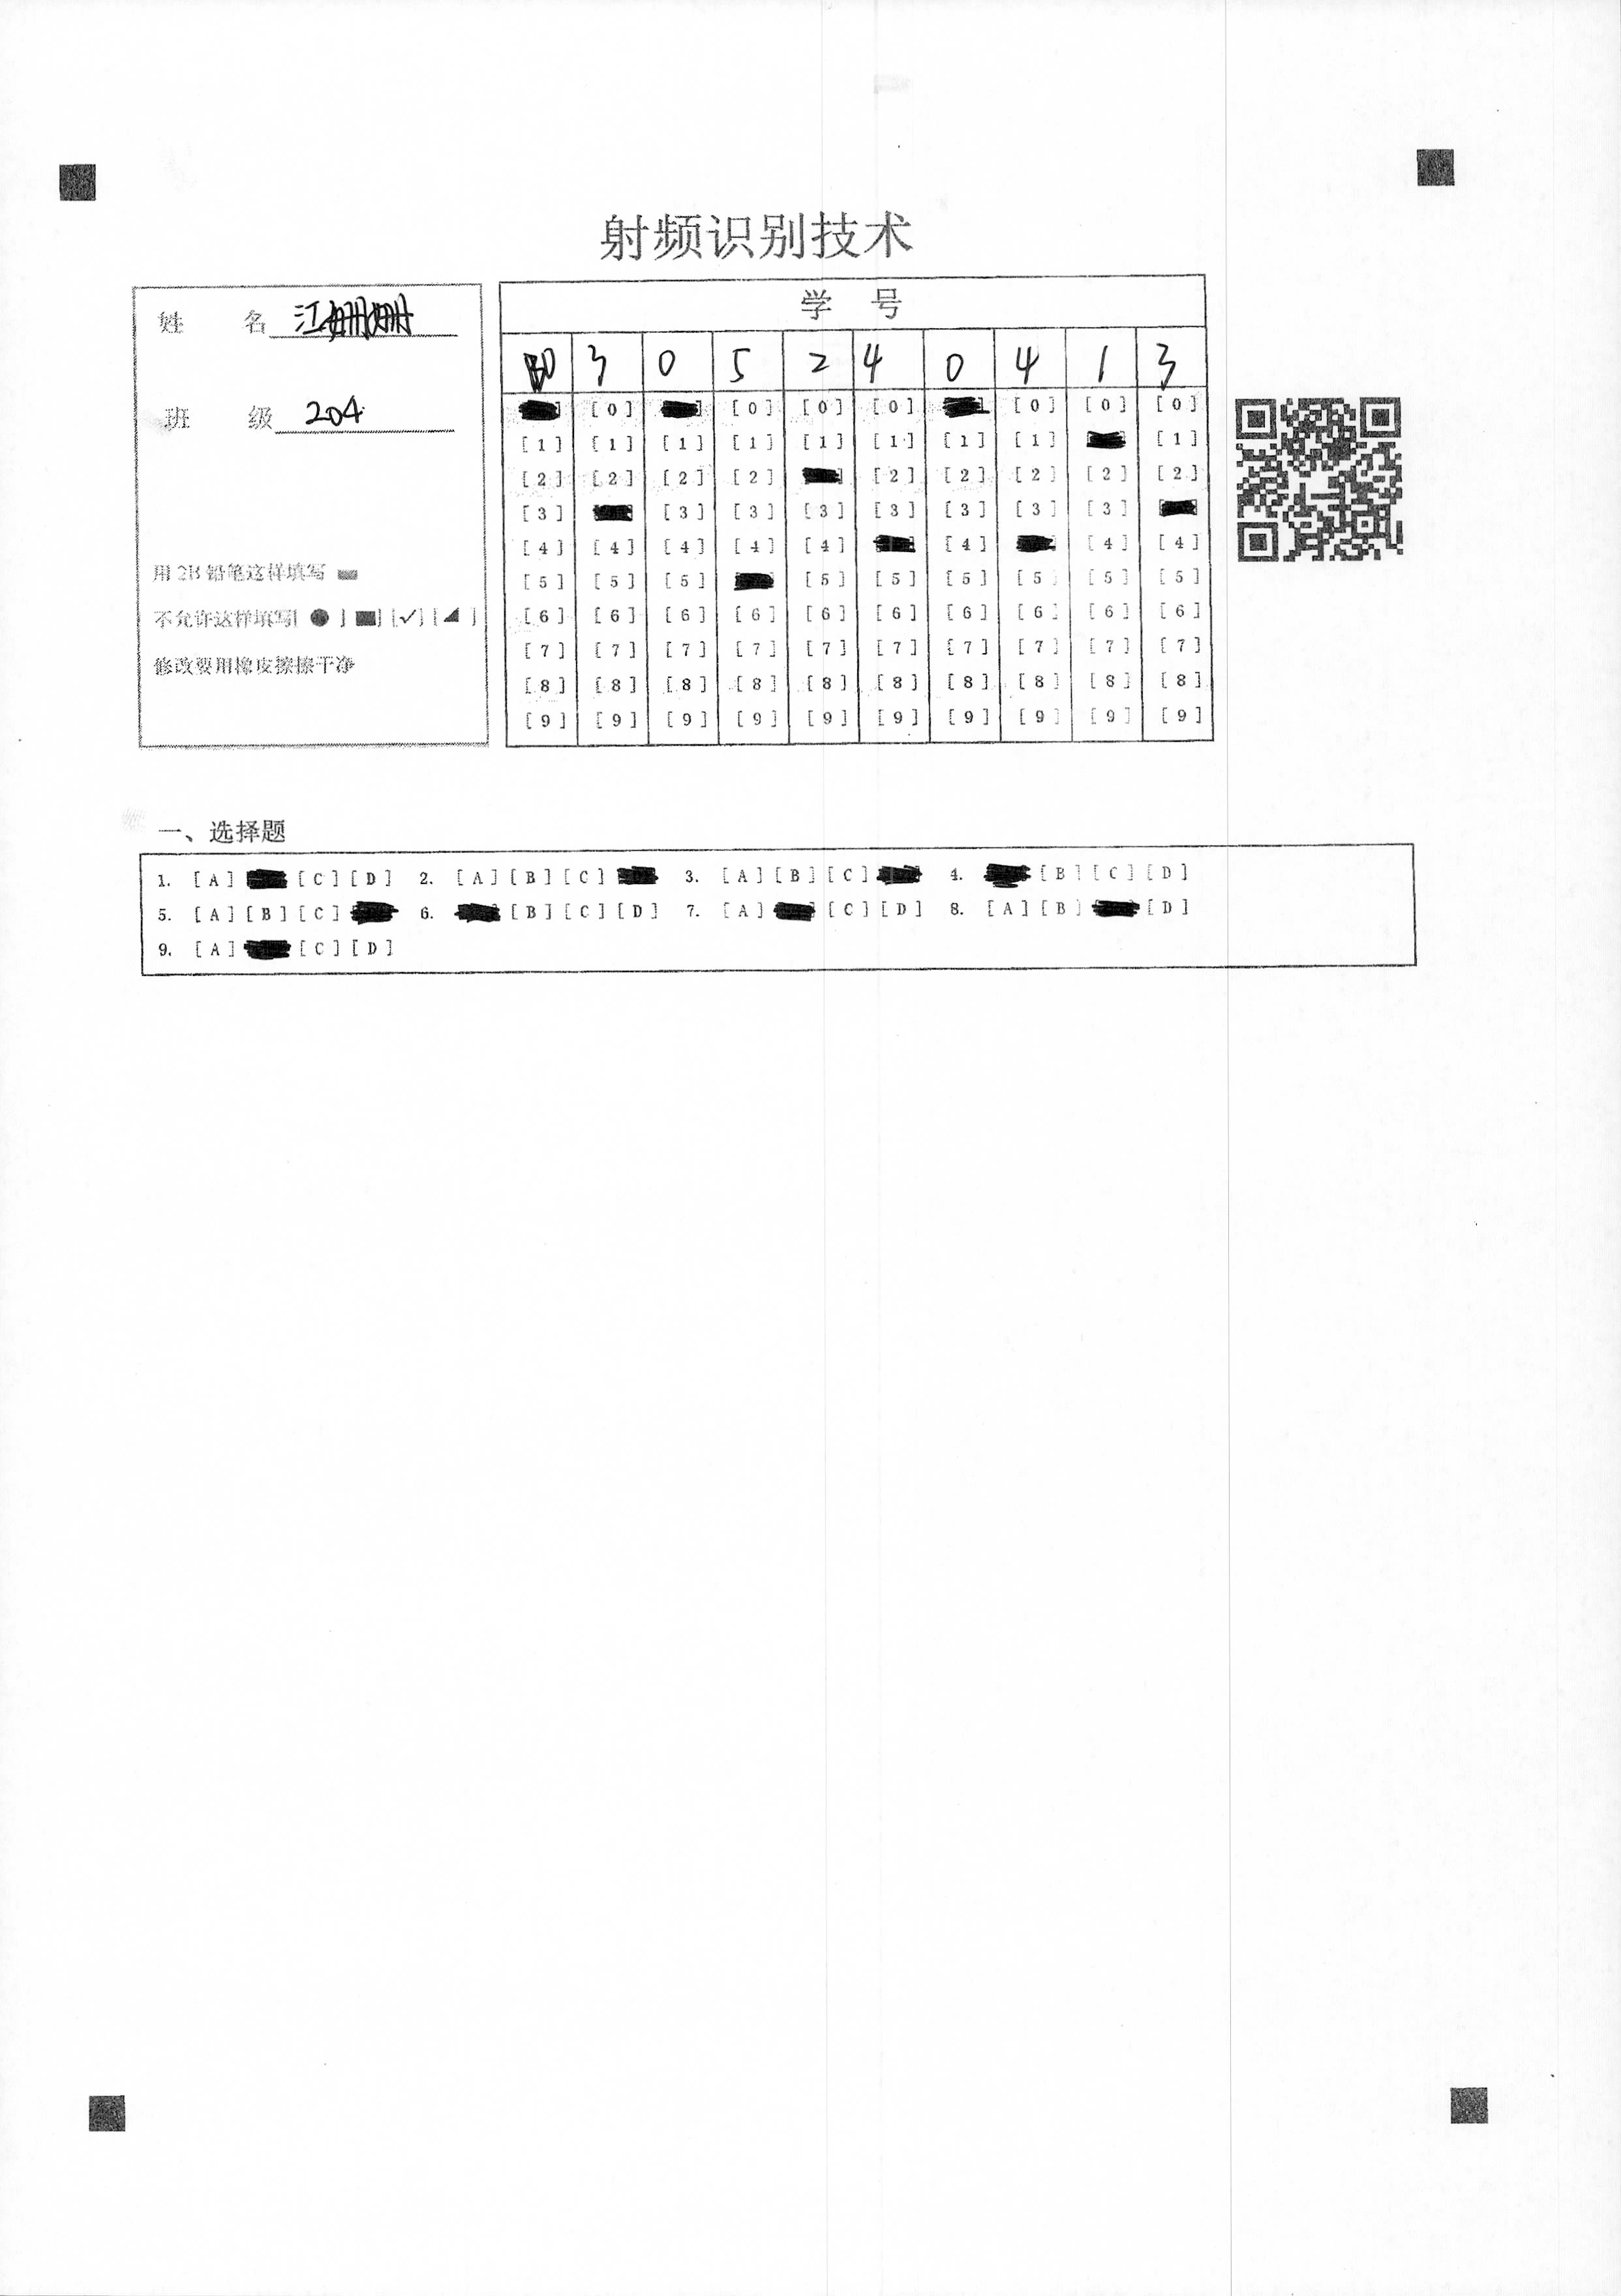 射频识别技术
姓 名 江姗姗
班 级 204
用 2B 铅笔这样填写
不允许这样填写[ ● ] [■] [✓] [◢ ]
修改要用橡皮擦擦干净
学 号
0 3 0 5 2 4 0 4 1 3
[0] [0] [0] [0] [0] [0] [0]
[1] [1] [1] [1] [1] [1] [1] [1] [1]
[2] [2] [2] [2] [2] [2] [2] [2] [2]
[3] [3] [3] [3] [3] [3] [3] [3]
[4] [4] [4] [4] [4] [4] [4] [4]
[5] [5] [5] [5] [5] [5] [5] [5] [5]
[6] [6] [6] [6] [6] [6] [6] [6] [6] [6]
[7] [7] [7] [7] [7] [7] [7] [7] [7] [7]
[8] [8] [8] [8] [8] [8] [8] [8] [8] [8]
[9] [9] [9] [9] [9] [9] [9] [9] [9] [9]
一、选择题
1. [A] [C] [D] 2. [A] [B] [C] 3. [A] [B] [C] 4. [B] [C] [D]
5. [A] [B] [C] 6. [B] [C] [D] 7. [A] [C] [D] 8. [A] [B] [D]
9. [A] [C] [D]